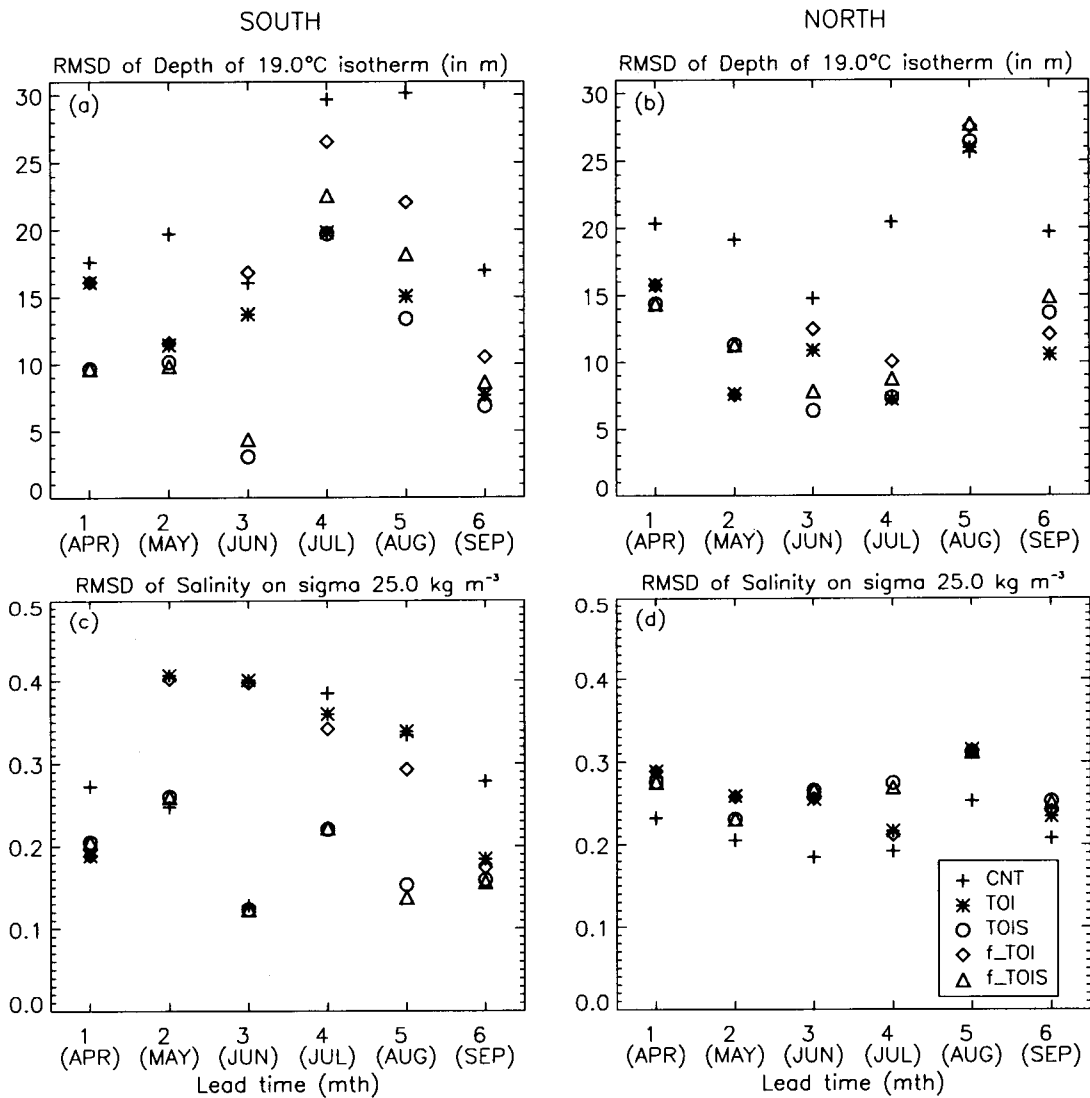 SOUTH
NORTH
RMSD of Depth of 19.0°C isotherm (in m)
RMSD of Depth of 19.0°C isotherm (in m)
(a)
30
25
20
15
10
5
0
1 2 3 4 5 6
(APR) (MAY) (JUN) (JUL) (AUG) (SEP)
(b)
30
25
20
15
10
5
0
1 2 3 4 5 6
(APR) (MAY) (JUN) (JUL) (AUG) (SEP)
RMSD of Salinity on sigma 25.0 kg m⁻³
RMSD of Salinity on sigma 25.0 kg m⁻³
(c)
0.5
0.4
0.3
0.2
0.1
0.0
1 2 3 4 5 6
(APR) (MAY) (JUN) (JUL) (AUG) (SEP)
Lead time (mth)
(d)
0.5
0.4
0.3
0.2
0.1
0.0
CNT
TOI
TOIS
f_TOI
f_TOIS
1 2 3 4 5 6
(APR) (MAY) (JUN) (JUL) (AUG) (SEP)
Lead time (mth)